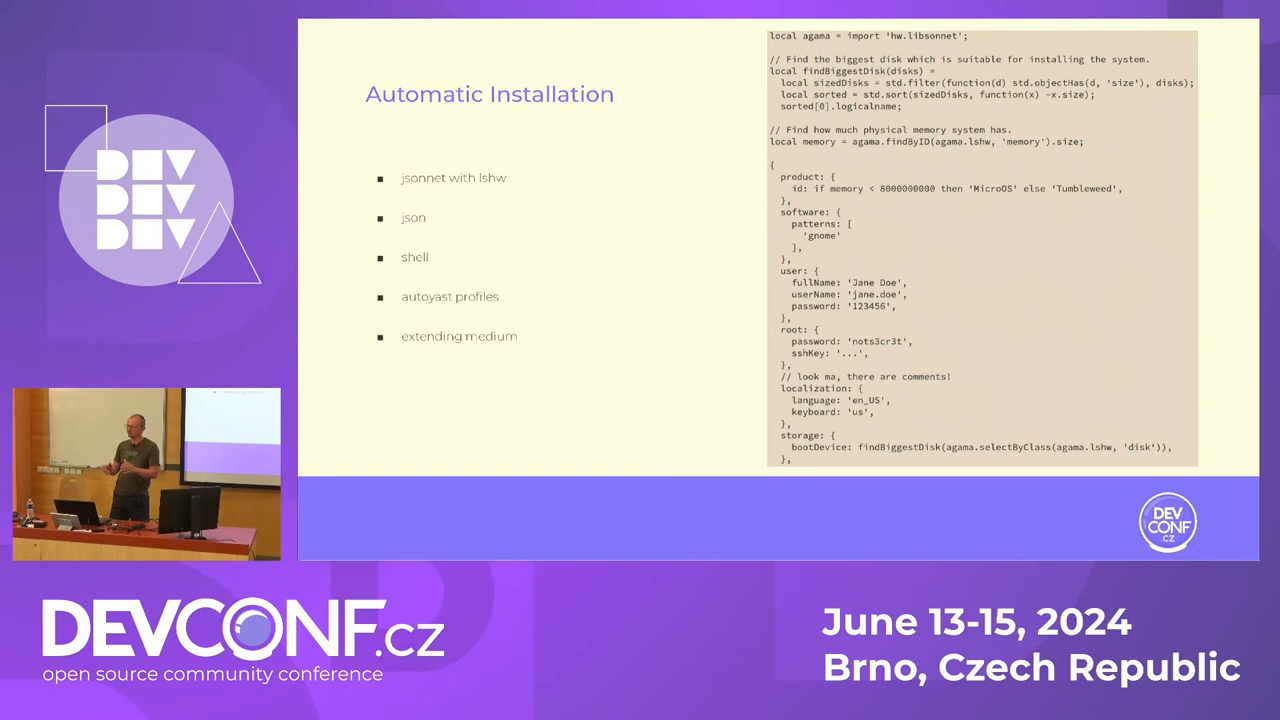 DEV
DEV
DEV
Automatic Installation
■ jsonnet with lshw
■ json
■ shell
■ autoyast profiles
■ extending medium
local agama = import 'hw.libsonnet';
// Find the biggest disk which is suitable for installing the system.
local findBiggestDisk(disks) =
  local sizedDisks = std.filter(function(d) std.objectHas(d, 'size'), disks);
  local sorted = std.sort(sizedDisks, function(x) -x.size);
  sorted[0].logicalname;
// Find how much physical memory system has.
local memory = agama.findByID(agama.lshw, 'memory').size;
{
  product: {
    id: if memory < 8000000000 then 'MicroOS' else 'Tumbleweed',
  },
  software: {
    patterns: [
      'gnome'
    ],
  },
  user: {
    fullName: 'Jane Doe',
    userName: 'jane.doe',
    password: '123456',
  },
  root: {
    password: 'nots3cr3t',
    sshKey: '...',
  },
  // look ma, there are comments!
  localization: {
    language: 'en_US',
    keyboard: 'us',
  },
  storage: {
    bootDevice: findBiggestDisk(agama.selectByClass(agama.lshw, 'disk')),
  },
DEV
CONF
.CZ
DEVCONF.cz
open source community conference
June 13-15, 2024
Brno, Czech Republic